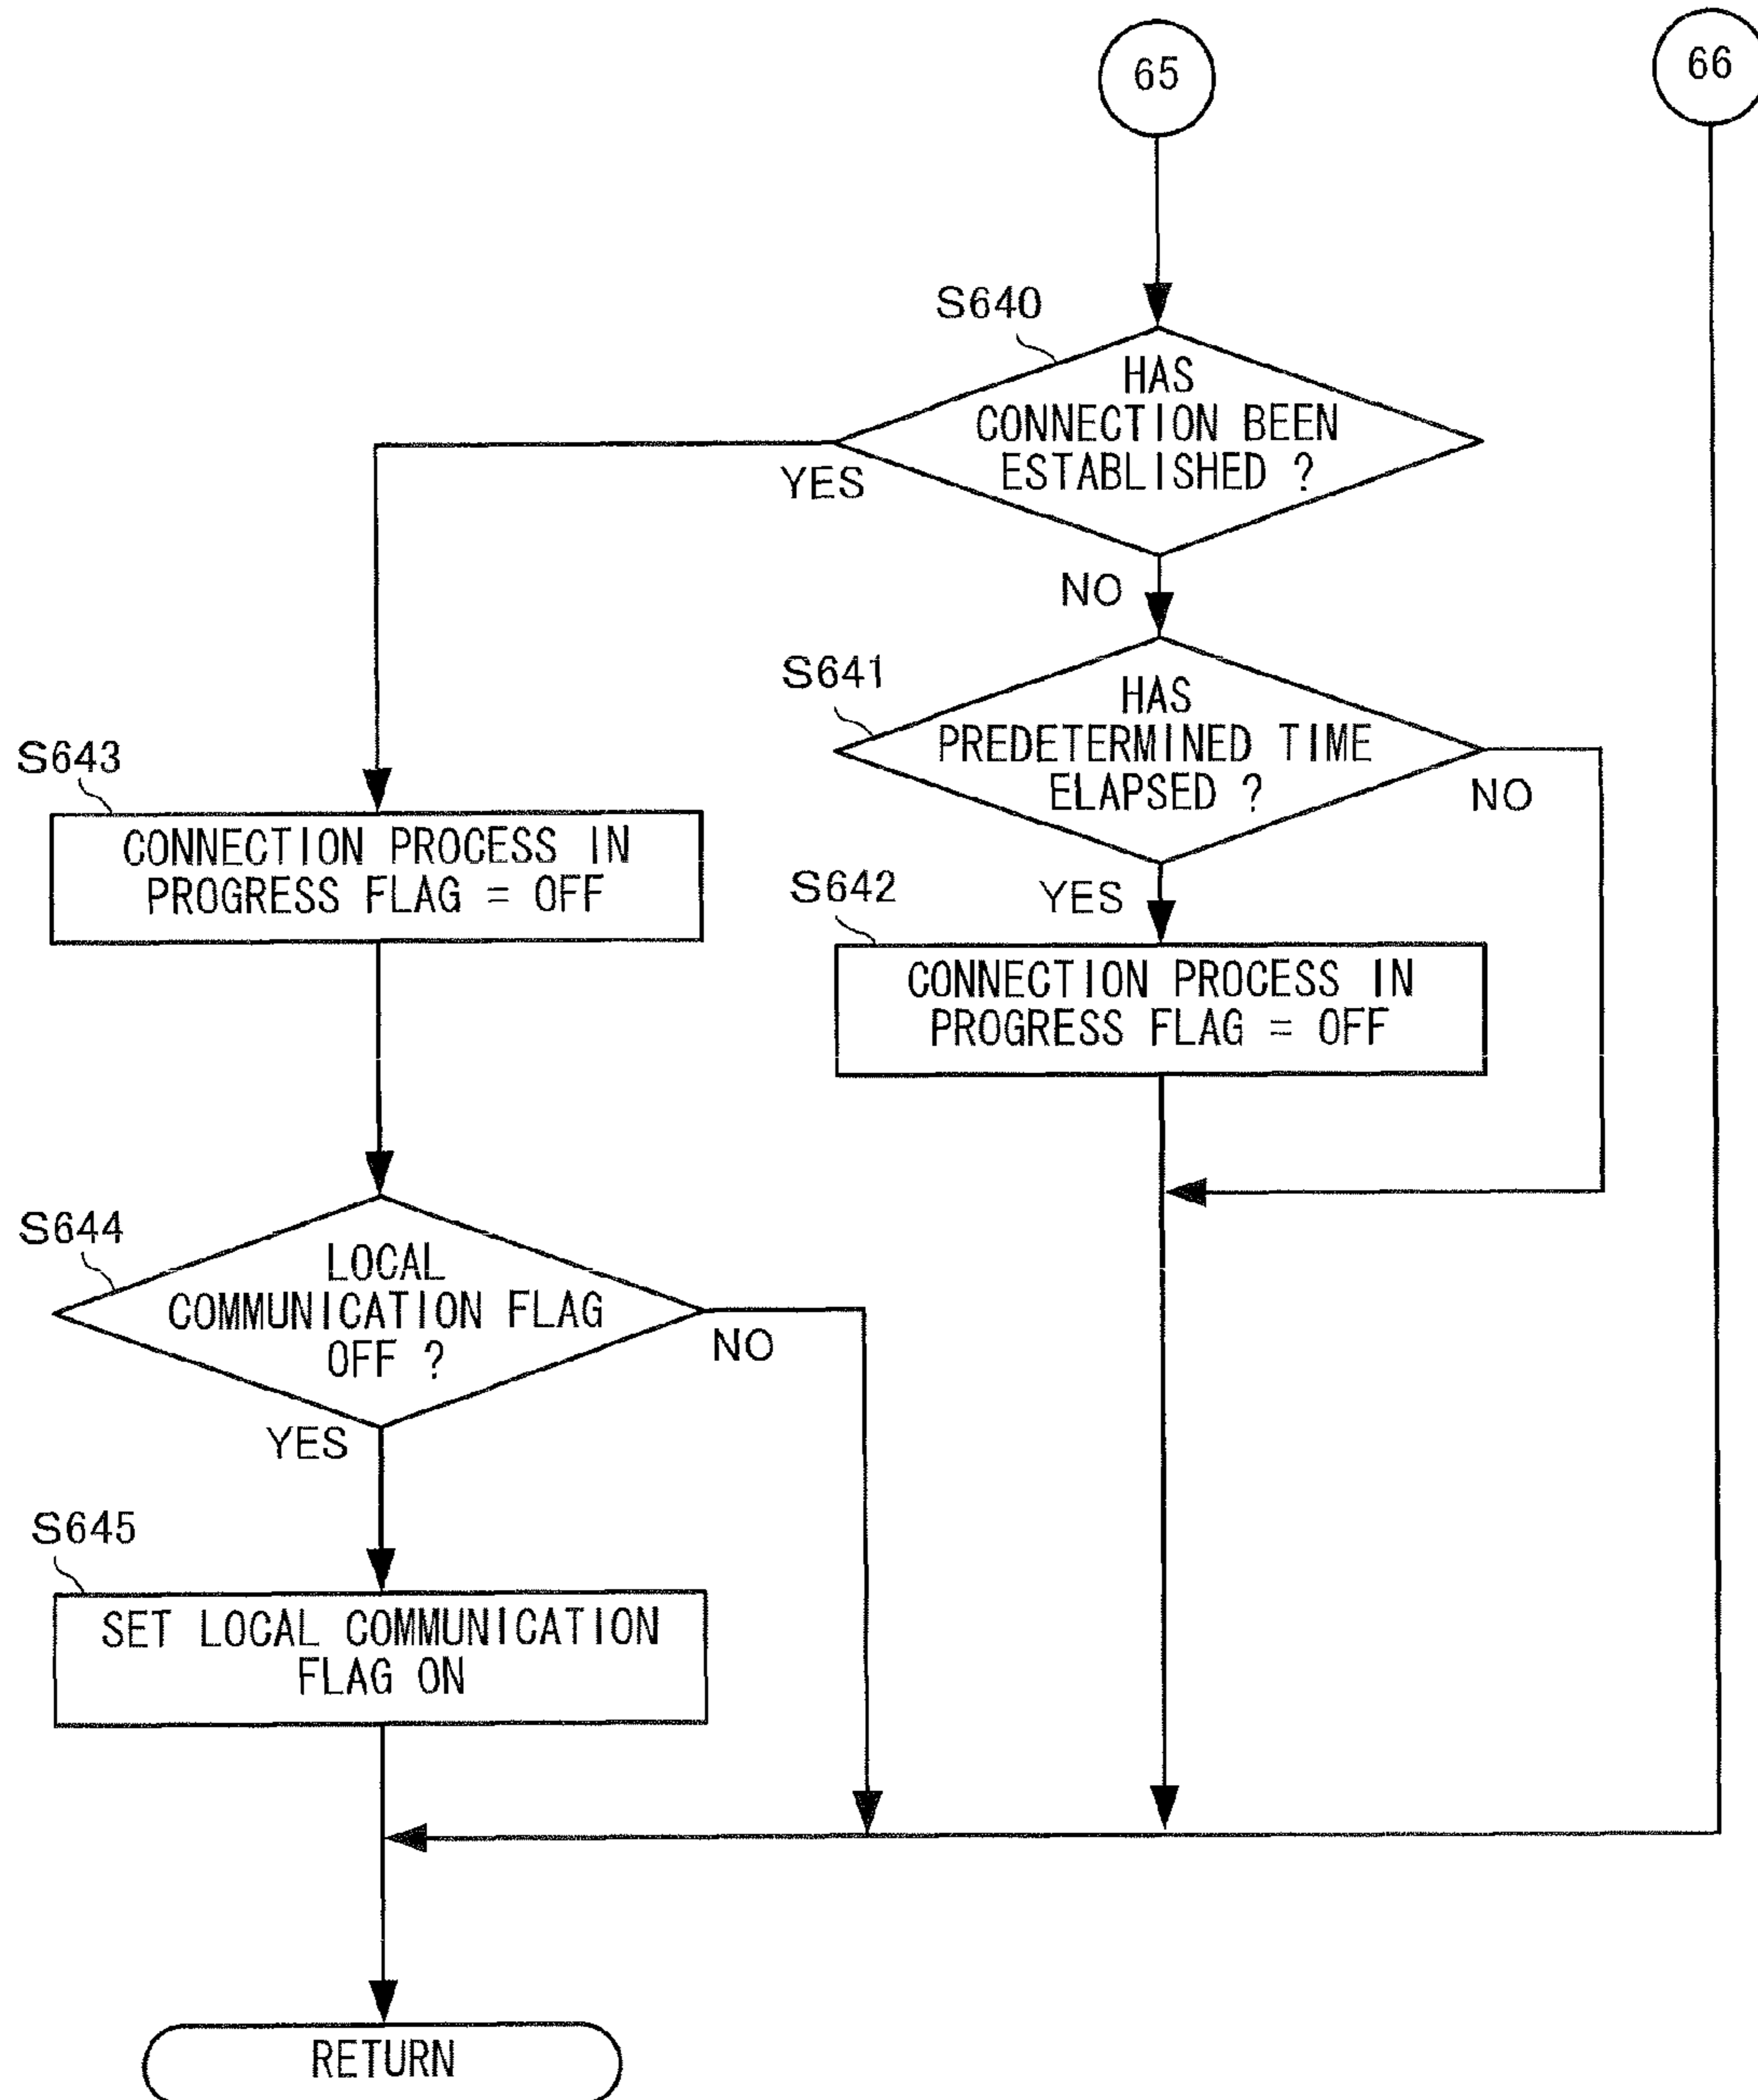 65
66
S640
HAS
CONNECTION BEEN
ESTABLISHED ?
YES
NO
S641
HAS
PREDETERMINED TIME
ELAPSED ?
NO
S643
CONNECTION PROCESS IN
PROGRESS FLAG = OFF
YES
S642
CONNECTION PROCESS IN
PROGRESS FLAG = OFF
S644
LOCAL
COMMUNICATION FLAG
OFF ?
NO
YES
S645
SET LOCAL COMMUNICATION
FLAG ON
RETURN